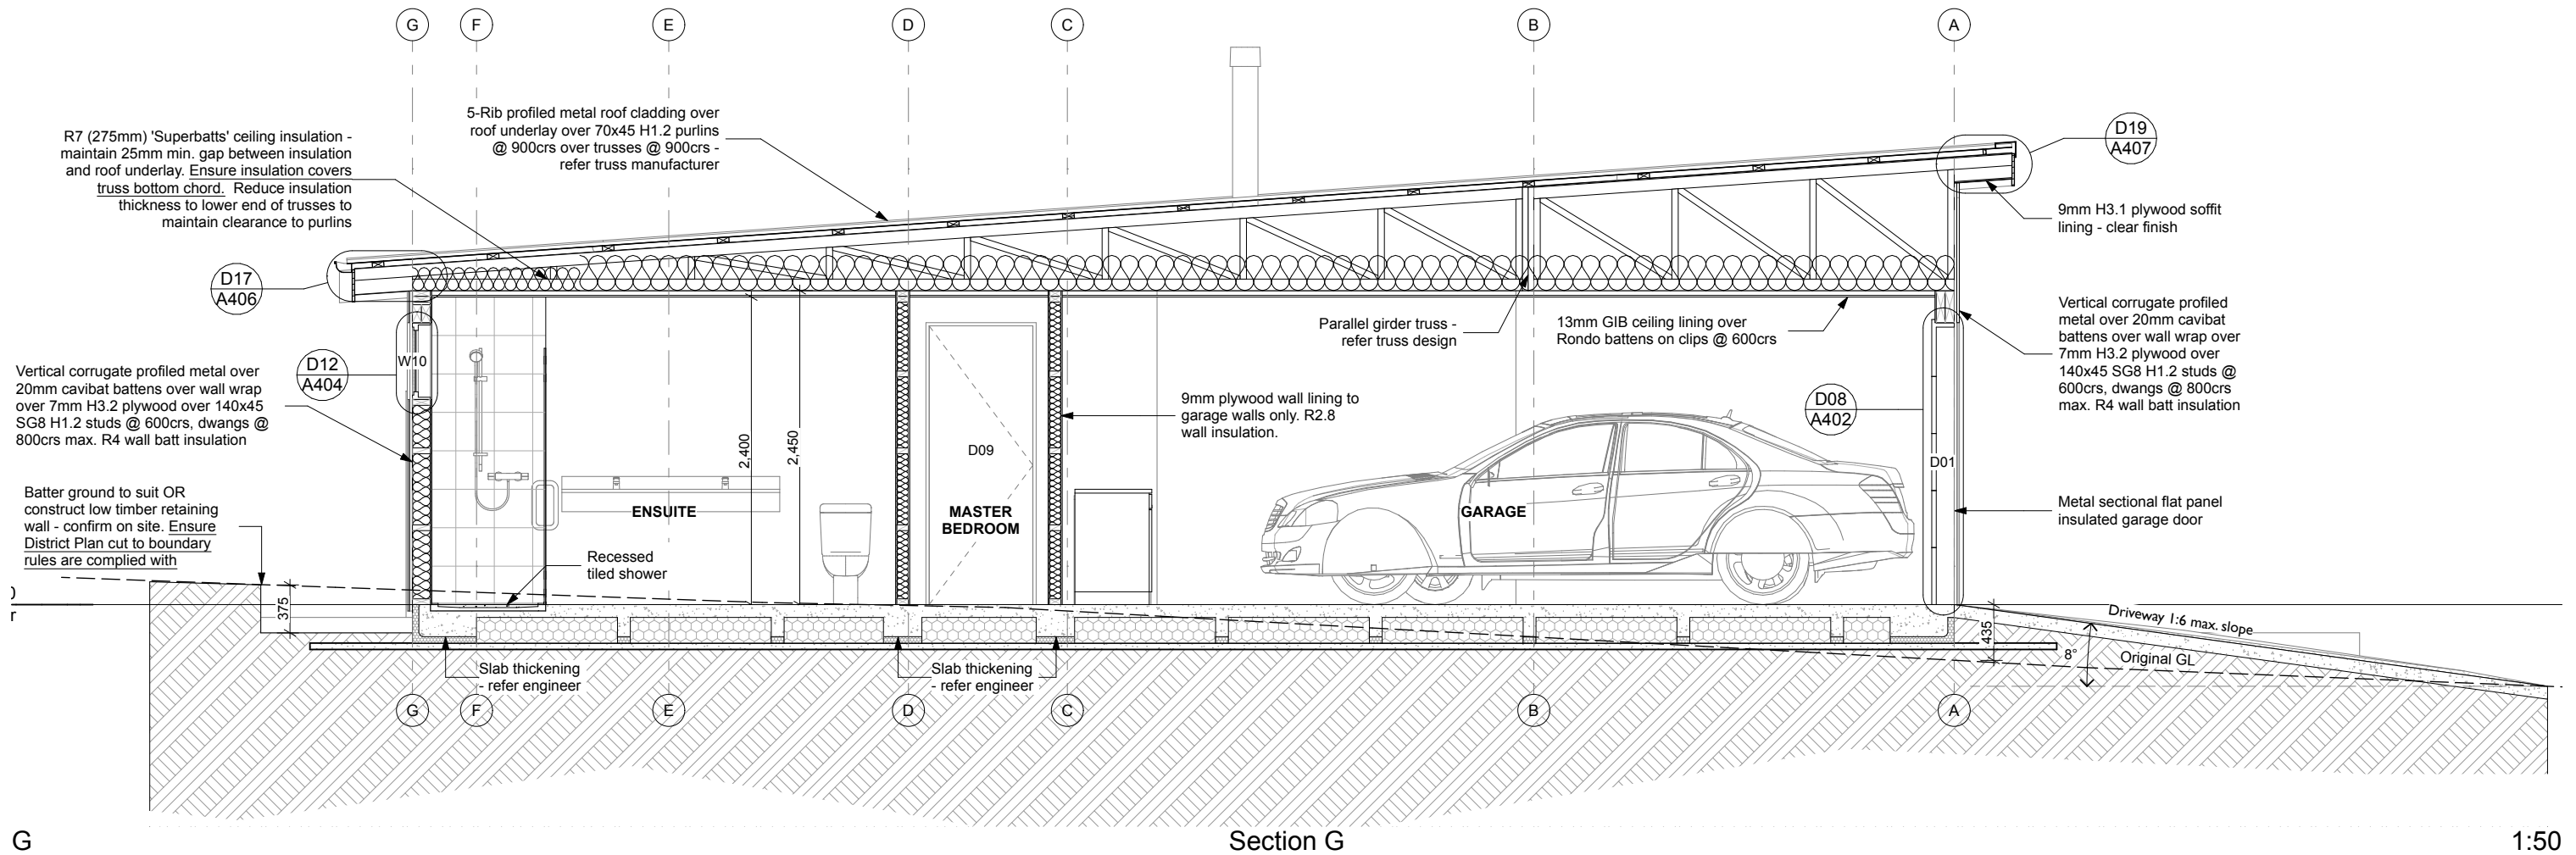 G
F
E
D
C
B
A
5-Rib profiled metal roof cladding over
roof underlay over 70x45 H1.2 purlins
@ 900crs over trusses @ 900crs -
refer truss manufacturer
R7 (275mm) 'Superbatts' ceiling insulation -
maintain 25mm min. gap between insulation
and roof underlay. Ensure insulation covers
truss bottom chord. Reduce insulation
thickness to lower end of trusses to
maintain clearance to purlins
D19
A407
9mm H3.1 plywood soffit
lining - clear finish
D17
A406
Parallel girder truss -
refer truss design
13mm GIB ceiling lining over
Rondo battens on clips @ 600crs
Vertical corrugate profiled
metal over 20mm cavibat
battens over wall wrap over
7mm H3.2 plywood over
140x45 SG8 H1.2 studs @
600crs, dwangs @ 800crs
max. R4 wall batt insulation
D12
A404
W10
Vertical corrugate profiled metal over
20mm cavibat battens over wall wrap
over 7mm H3.2 plywood over 140x45
SG8 H1.2 studs @ 600crs, dwangs @
800crs max. R4 wall batt insulation
9mm plywood wall lining to
garage walls only. R2.8
wall insulation.
D08
A402
2,400
2,450
D09
D01
Batter ground to suit OR
construct low timber retaining
wall - confirm on site. Ensure
District Plan cut to boundary
rules are complied with
ENSUITE
MASTER
BEDROOM
GARAGE
Metal sectional flat panel
insulated garage door
Recessed
tiled shower
375
435
Driveway 1:6 max. slope
8°
Original GL
Slab thickening
- refer engineer
Slab thickening
- refer engineer
G
F
E
D
C
B
A
G
Section G
1:50